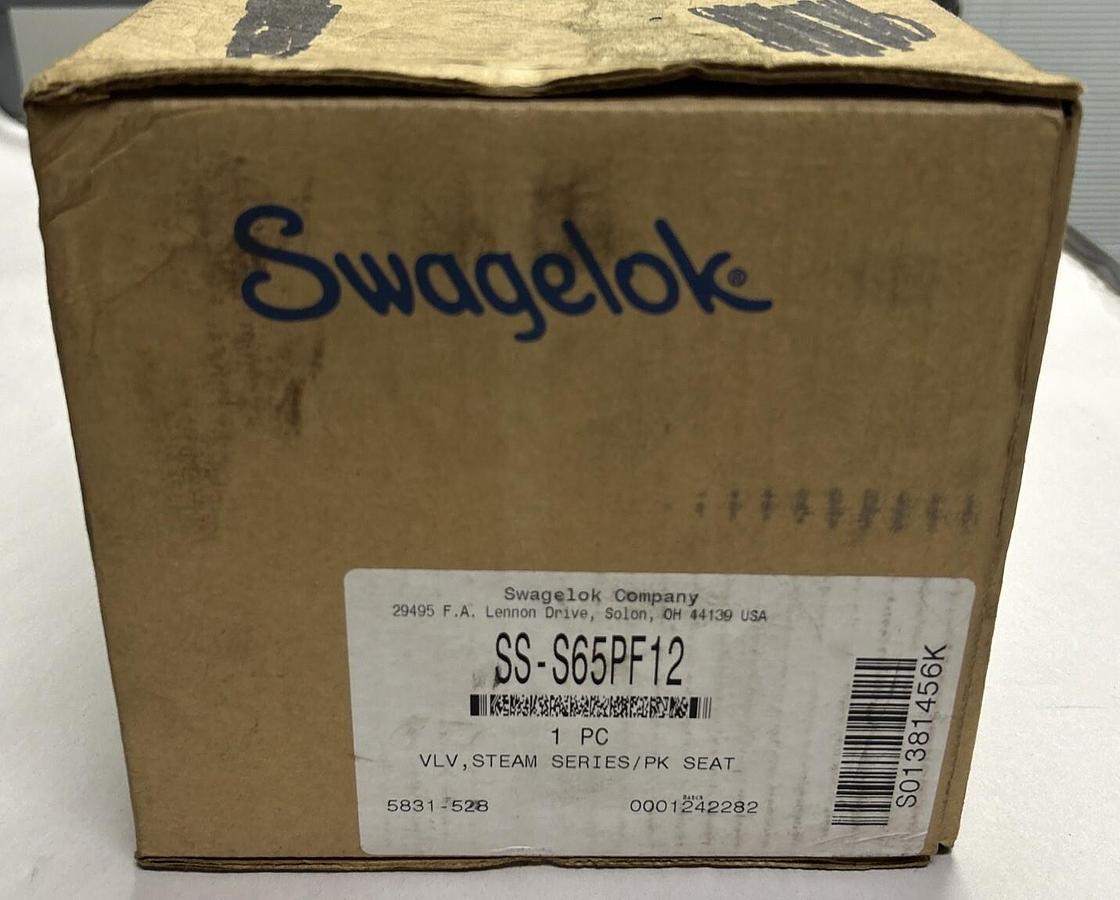 Swagelok®
Swagelok Company
29495 F.A. Lennon Drive, Solon, OH 44139 USA
SS-S65PF12
1 PC
VLV,STEAM SERIES/PK SEAT
5831-528
0001242282
S01381456K